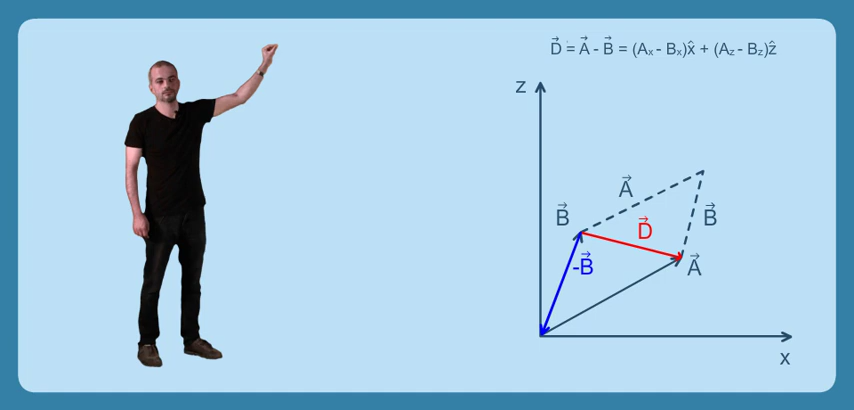 D⃗ = A⃗ - B⃗ = (Aₓ - Bₓ)x̂ + (A_z - B_z)ẑ
z
A⃗
B⃗
B⃗
D⃗
-B⃗
A⃗
x